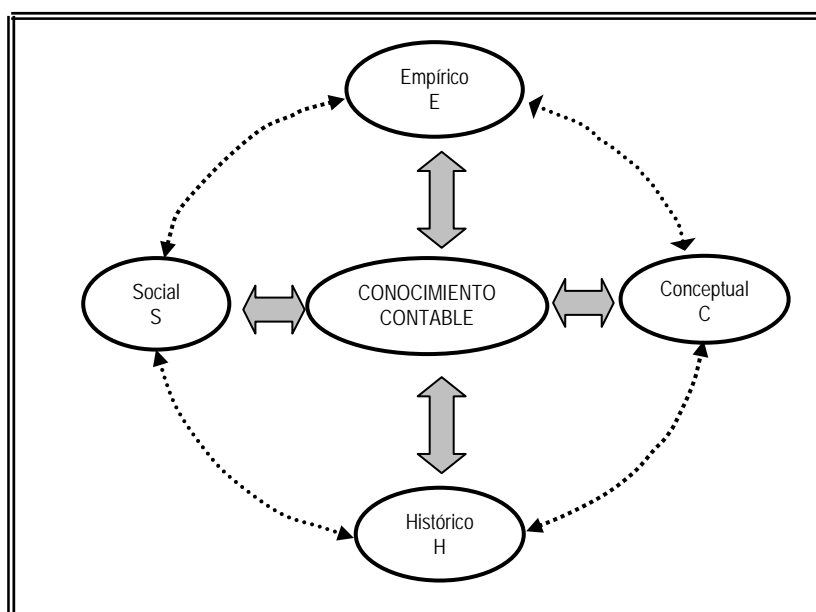 Empírico
E
Social
S
CONOCIMIENTO
CONTABLE
Conceptual
C
Histórico
H